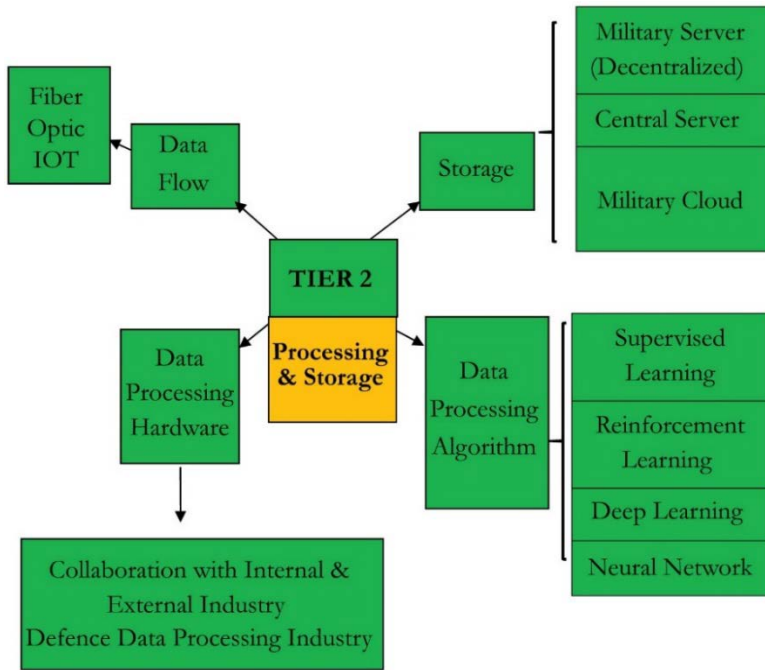 Fiber
Optic
IOT
Data
Flow
Storage
Military Server
(Decentralized)
Central Server
Military Cloud
TIER 2
Processing
& Storage
Data
Processing
Hardware
Data
Processing
Algorithm
Supervised
Learning
Reinforcement
Learning
Deep Learning
Neural Network
Collaboration with Internal &
External Industry
Defence Data Processing Industry